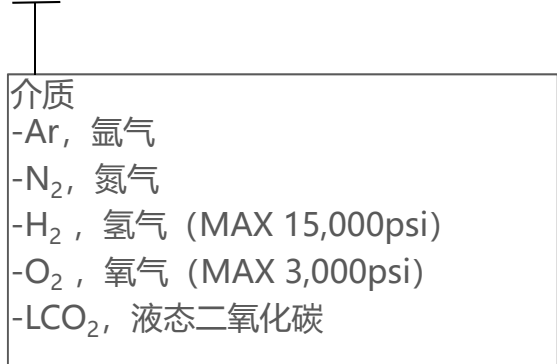 介质
-Ar，氩气
-N₂，氮气
-H₂ ，氢气（MAX 15,000psi）
-O₂ ，氧气（MAX 3,000psi）
-LCO₂，液态二氧化碳